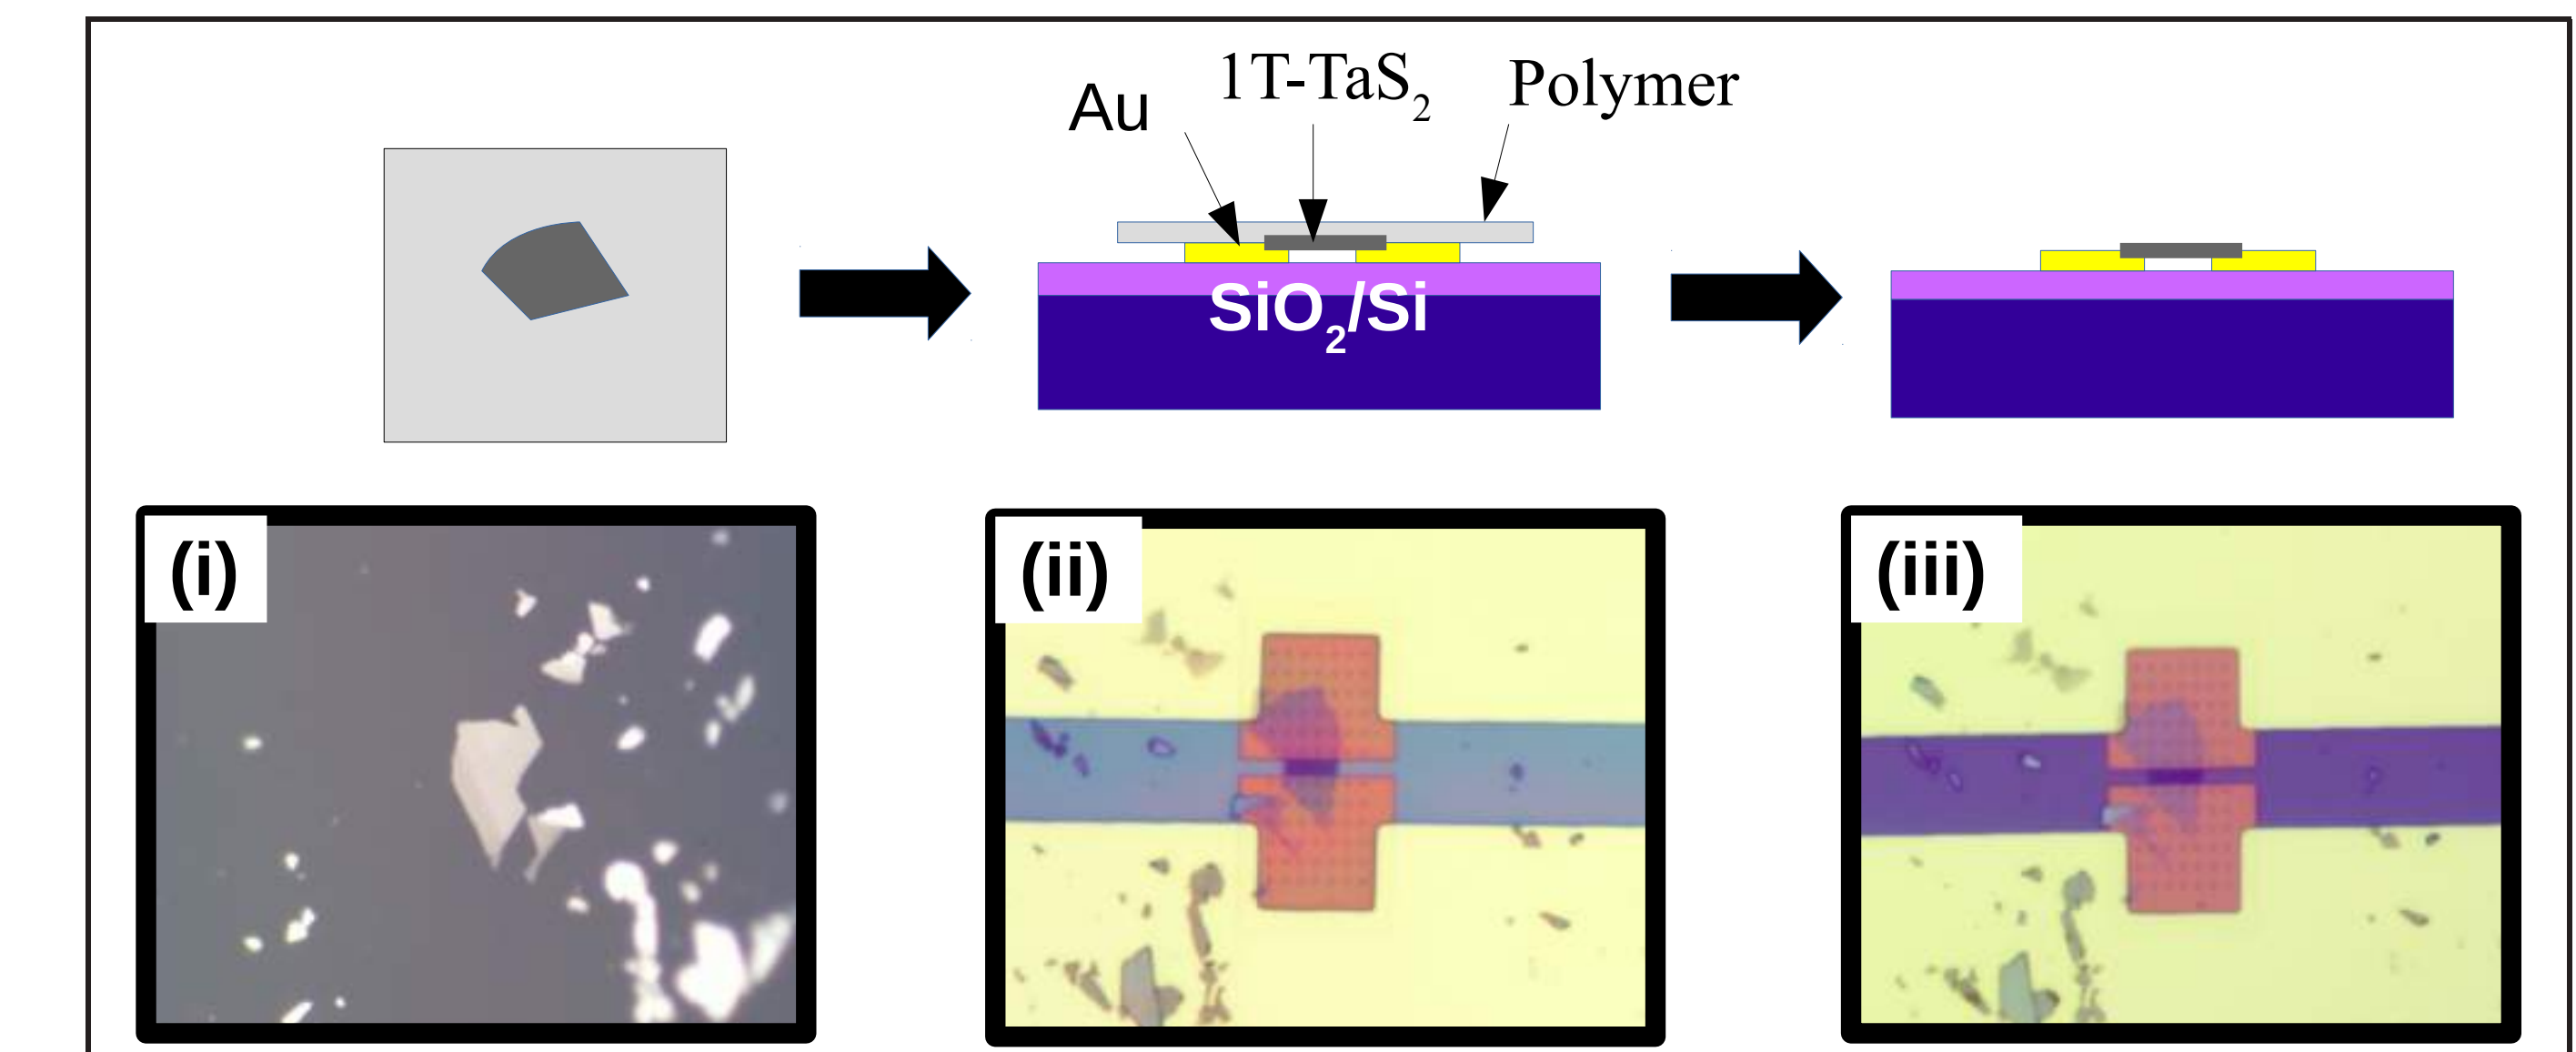 Au
1T-TaS₂
Polymer
SiO₂/Si
(i)
(ii)
(iii)